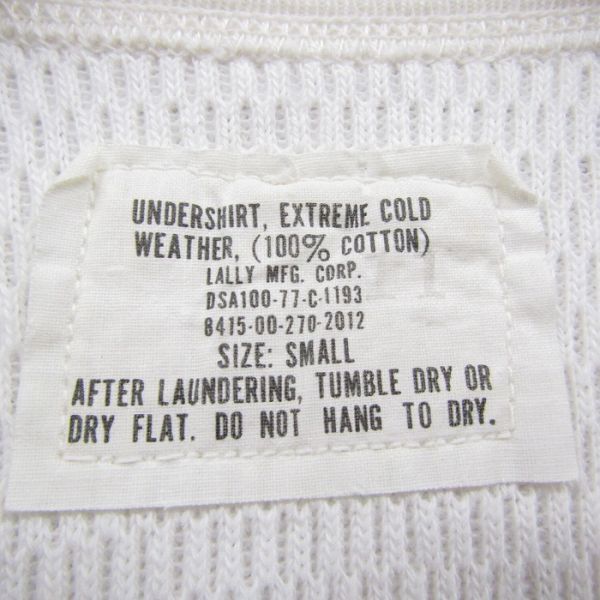 UNDERSHIRT, EXTREME COLD
WEATHER, (100% COTTON)
LALLY MFG. CORP.
DSA100-77-C-1193
8415-00-270-2012
SIZE: SMALL
AFTER LAUNDERING, TUMBLE DRY OR
DRY FLAT. DO NOT HANG TO DRY.